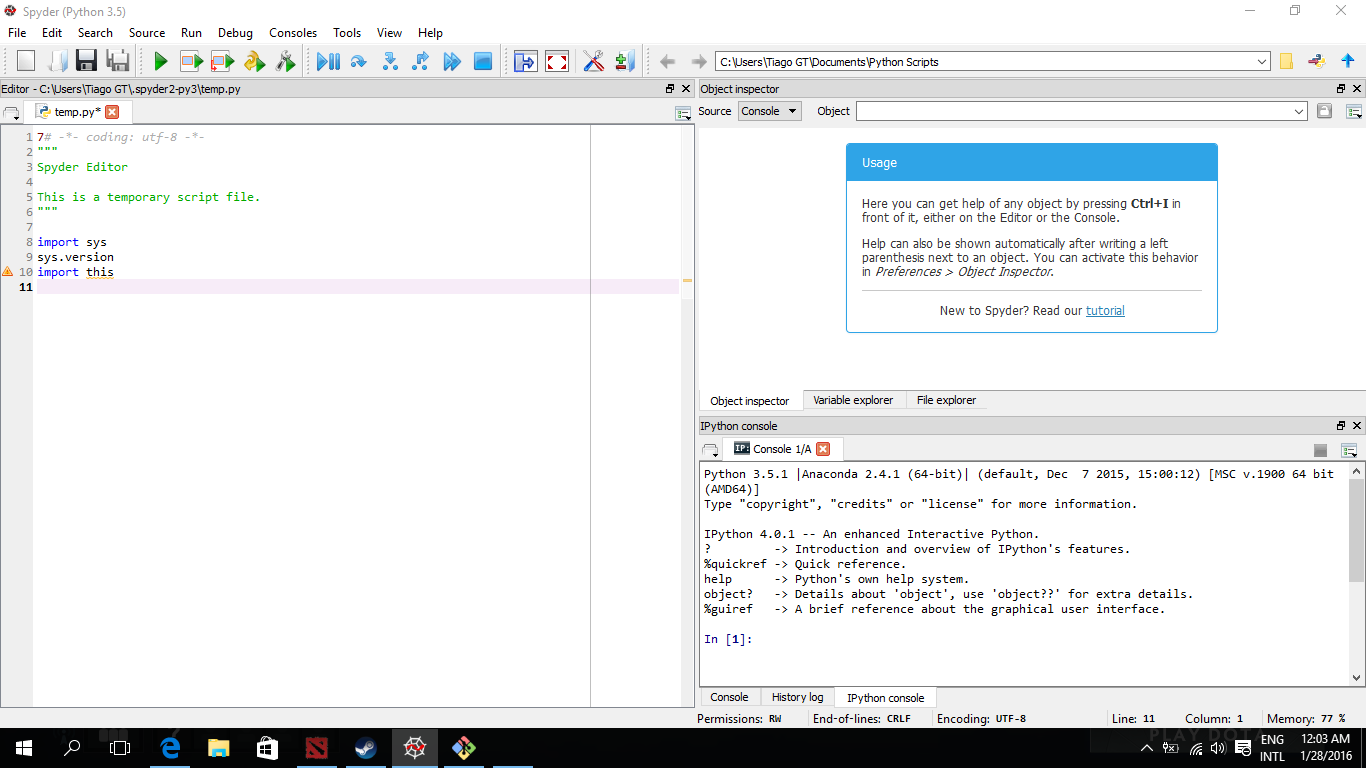 Spyder (Python 3.5)
File Edit Search Source Run Debug Consoles Tools View Help
C:\Users\Tiago GT\Documents\Python Scripts
Editor - C:\Users\Tiago GT\.spyder2-py3\temp.py
temp.py*
1 7# -*- coding: utf-8 -*-
2 """
3 Spyder Editor
4
5 This is a temporary script file.
6 """
7
8 import sys
9 sys.version
10 import this
11
Object inspector
Source Console Object
Usage
Here you can get help of any object by pressing Ctrl+I in
front of it, either on the Editor or the Console.
Help can also be shown automatically after writing a left
parenthesis next to an object. You can activate this behavior
in Preferences > Object Inspector.
New to Spyder? Read our tutorial
Object inspector Variable explorer File explorer
IPython console
IP: Console 1/A
Python 3.5.1 |Anaconda 2.4.1 (64-bit)| (default, Dec  7 2015, 15:00:12) [MSC v.1900 64 bit
(AMD64)]
Type "copyright", "credits" or "license" for more information.
IPython 4.0.1 -- An enhanced Interactive Python.
?         -> Introduction and overview of IPython's features.
%quickref -> Quick reference.
help      -> Python's own help system.
object?   -> Details about 'object', use 'object??' for extra details.
%guiref   -> A brief reference about the graphical user interface.
In [1]:
Console History log IPython console
Permissions: RW End-of-lines: CRLF Encoding: UTF-8 Line: 11 Column: 1 Memory: 77 %
PLAY DOTA
ENG 12:03 AM
INTL 1/28/2016